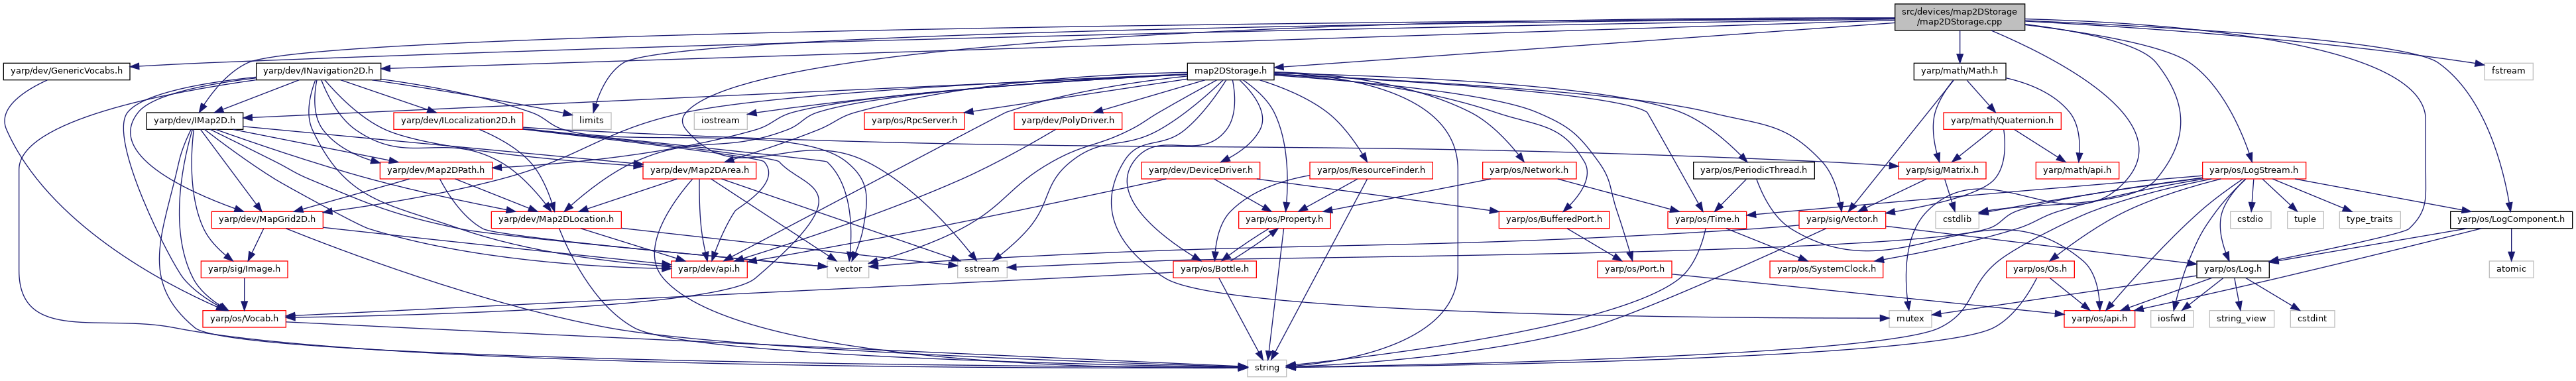 src/devices/map2DStorage
/map2DStorage.cpp
yarp/dev/GenericVocabs.h
yarp/dev/INavigation2D.h
map2DStorage.h
yarp/math/Math.h
fstream
yarp/dev/IMap2D.h
yarp/dev/ILocalization2D.h
limits
iostream
yarp/os/RpcServer.h
yarp/dev/PolyDriver.h
yarp/math/Quaternion.h
yarp/dev/Map2DPath.h
yarp/dev/Map2DArea.h
yarp/dev/DeviceDriver.h
yarp/os/ResourceFinder.h
yarp/os/Network.h
yarp/os/PeriodicThread.h
yarp/sig/Matrix.h
yarp/math/api.h
yarp/os/LogStream.h
yarp/dev/MapGrid2D.h
yarp/dev/Map2DLocation.h
yarp/os/Property.h
yarp/os/BufferedPort.h
yarp/os/Time.h
yarp/sig/Vector.h
cstdlib
cstdio
tuple
type_traits
yarp/os/LogComponent.h
yarp/sig/Image.h
yarp/dev/api.h
vector
sstream
yarp/os/Bottle.h
yarp/os/Port.h
yarp/os/SystemClock.h
yarp/os/Os.h
yarp/os/Log.h
atomic
yarp/os/Vocab.h
mutex
yarp/os/api.h
iosfwd
string_view
cstdint
string